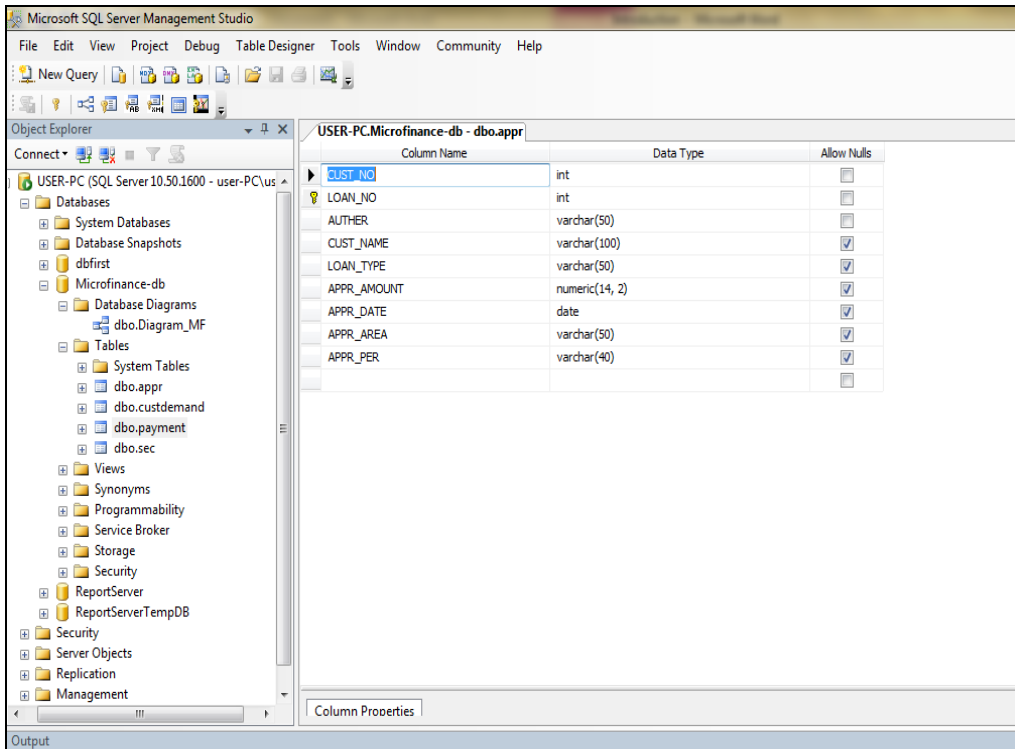 Microsoft SQL Server Management Studio
File Edit View Project Debug Table Designer Tools Window Community Help
New Query
Object Explorer
Connect
USER-PC (SQL Server 10.50.1600 - user-PC\us
Databases
System Databases
Database Snapshots
dbfirst
Microfinance-db
Database Diagrams
dbo.Diagram_MF
Tables
System Tables
dbo.appr
dbo.custdemand
dbo.payment
dbo.sec
Views
Synonyms
Programmability
Service Broker
Storage
Security
ReportServer
ReportServerTempDB
Security
Server Objects
Replication
Management
USER-PC.Microfinance-db - dbo.appr
Column Name Data Type Allow Nulls
CUST_NO int
LOAN_NO int
AUTHER varchar(50)
CUST_NAME varchar(100)
LOAN_TYPE varchar(50)
APPR_AMOUNT numeric(14, 2)
APPR_DATE date
APPR_AREA varchar(50)
APPR_PER varchar(40)
Column Properties
Output